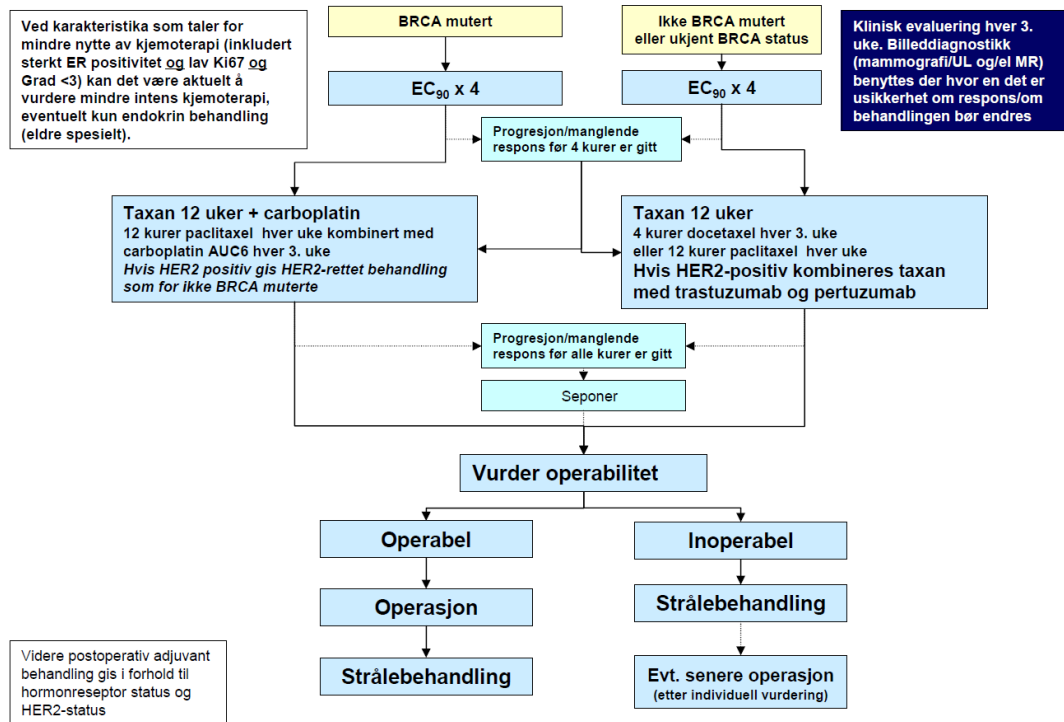 Ved karakteristika som taler for
mindre nytte av kjemoterapi (inkludert
sterkt ER positivitet og lav Ki67 og
Grad <3) kan det være aktuelt å
vurdere mindre intens kjemoterapi,
eventuelt kun endokrin behandling
(eldre spesielt).
BRCA mutert
Ikke BRCA mutert
eller ukjent BRCA status
Klinisk evaluering hver 3.
uke. Billeddiagnostikk
(mammografi/UL og/el MR)
benyttes der hvor en det er
usikkerhet om respons/om
behandlingen bør endres
EC90 x 4
EC90 x 4
Progresjon/manglende
respons før 4 kurer er gitt
Taxan 12 uker + carboplatin
12 kurer paclitaxel hver uke kombinert med
carboplatin AUC6 hver 3. uke
Hvis HER2 positiv gis HER2-rettet behandling
som for ikke BRCA muterte
Taxan 12 uker
4 kurer docetaxel hver 3. uke
eller 12 kurer paclitaxel hver uke
Hvis HER2-positiv kombineres taxan
med trastuzumab og pertuzumab
Progresjon/manglende
respons før alle kurer er gitt
Seponer
Vurder operabilitet
Operabel
Inoperabel
Operasjon
Strålebehandling
Strålebehandling
Evt. senere operasjon
(etter individuell vurdering)
Videre postoperativ adjuvant
behandling gis i forhold til
hormonreseptor status og
HER2-status